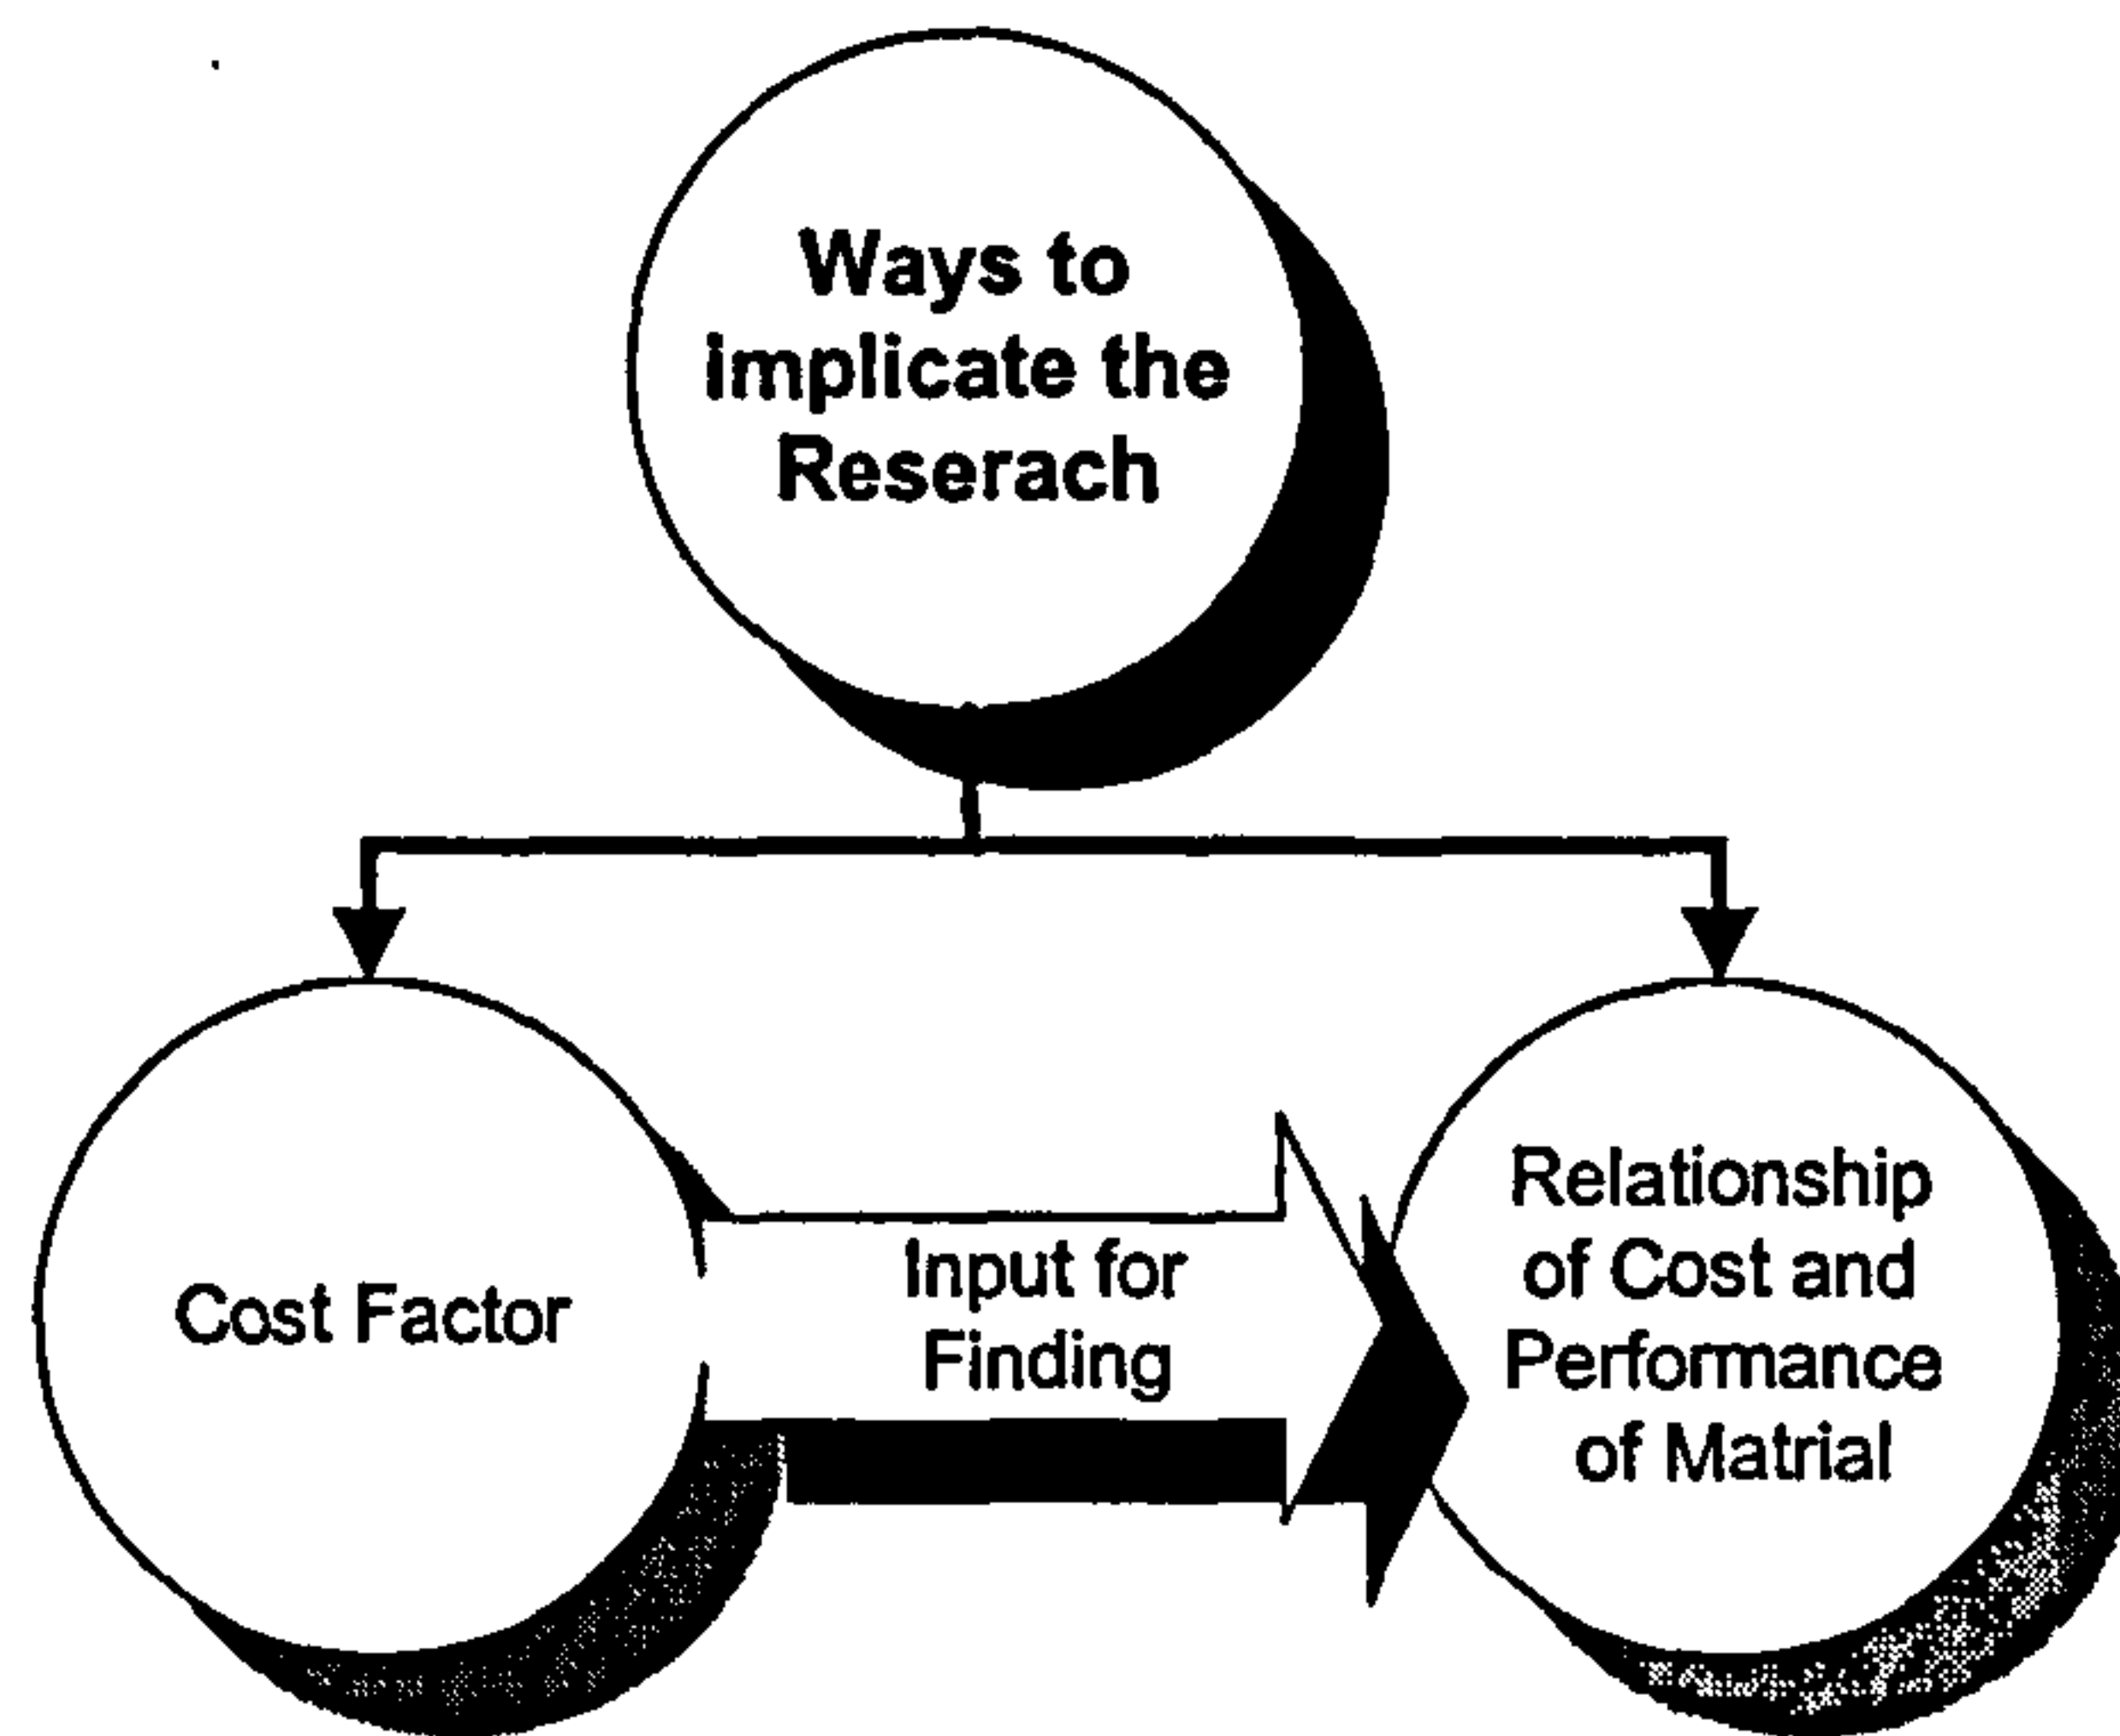 Ways to
implicate the
Reserach
Cost Factor
Input for
Finding
Relationship
of Cost and
Performance
of Matrial